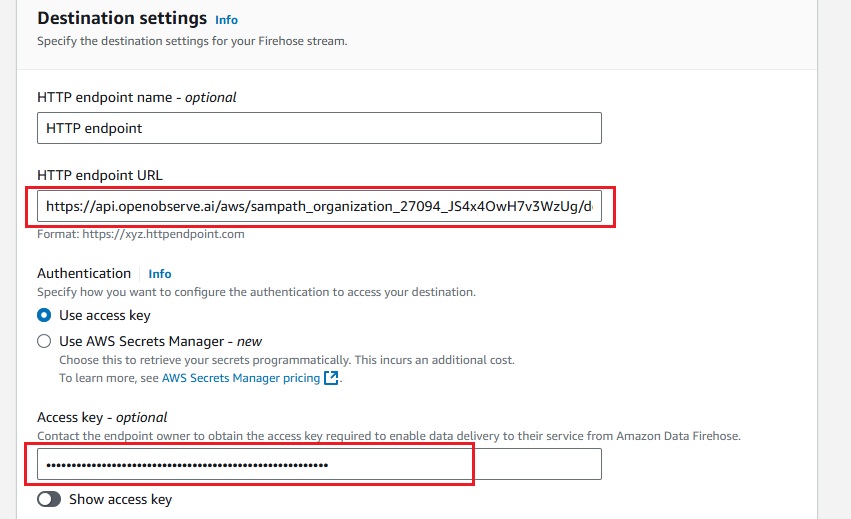 Destination settings Info
Specify the destination settings for your Firehose stream.
HTTP endpoint name - optional
HTTP endpoint
HTTP endpoint URL
https://api.openobserve.ai/aws/sampath_organization_27094_JS4x4OwH7v3WzUg/d
Format: https://xyz.httpendpoint.com
Authentication Info
Specify how you want to configure the authentication to access your destination.
Use access key
Use AWS Secrets Manager - new
Choose this to retrieve your secrets programmatically. This incurs an additional cost.
To learn more, see AWS Secrets Manager pricing.
Access key - optional
Contact the endpoint owner to obtain the access key required to enable data delivery to their service from Amazon Data Firehose.
Show access key